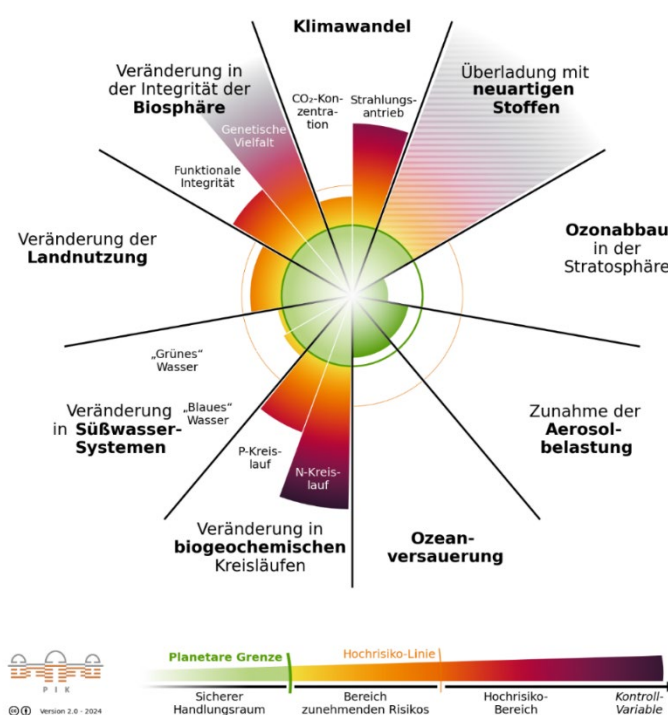 Klimawandel
Veränderung in
der Integrität der
Biosphäre
Genetische
Vielfalt
Funktionale
Integrität
CO₂-Kon-
zentra-
tion
Strahlungs-
antrieb
Überladung mit
neuartigen
Stoffen
Ozonabbau
in der
Stratosphäre
Zunahme der
Aerosol-
belastung
Ozean-
versauerung
Veränderung in
biogeochemischen
Kreisläufen
N-Kreis-
lauf
P-Kreis-
lauf
Veränderung
in Süßwasser-
Systemen
„Blaues“
Wasser
„Grünes“
Wasser
Veränderung der
Landnutzung
Planetare Grenze
Hochrisiko-Linie
Sicherer
Handlungsraum
Bereich
zunehmenden Risikos
Hochrisiko-
Bereich
Kontroll-
Variable
P I K
cc Version 2.0 - 2024